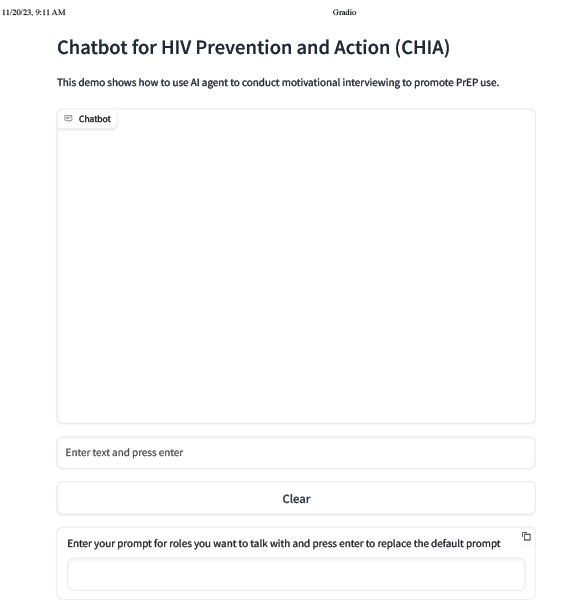 11/20/23, 9:11 AM
Gradio
Chatbot for HIV Prevention and Action (CHIA)
This demo shows how to use AI agent to conduct motivational interviewing to promote PrEP use.
Chatbot
Enter text and press enter
Clear
Enter your prompt for roles you want to talk with and press enter to replace the default prompt